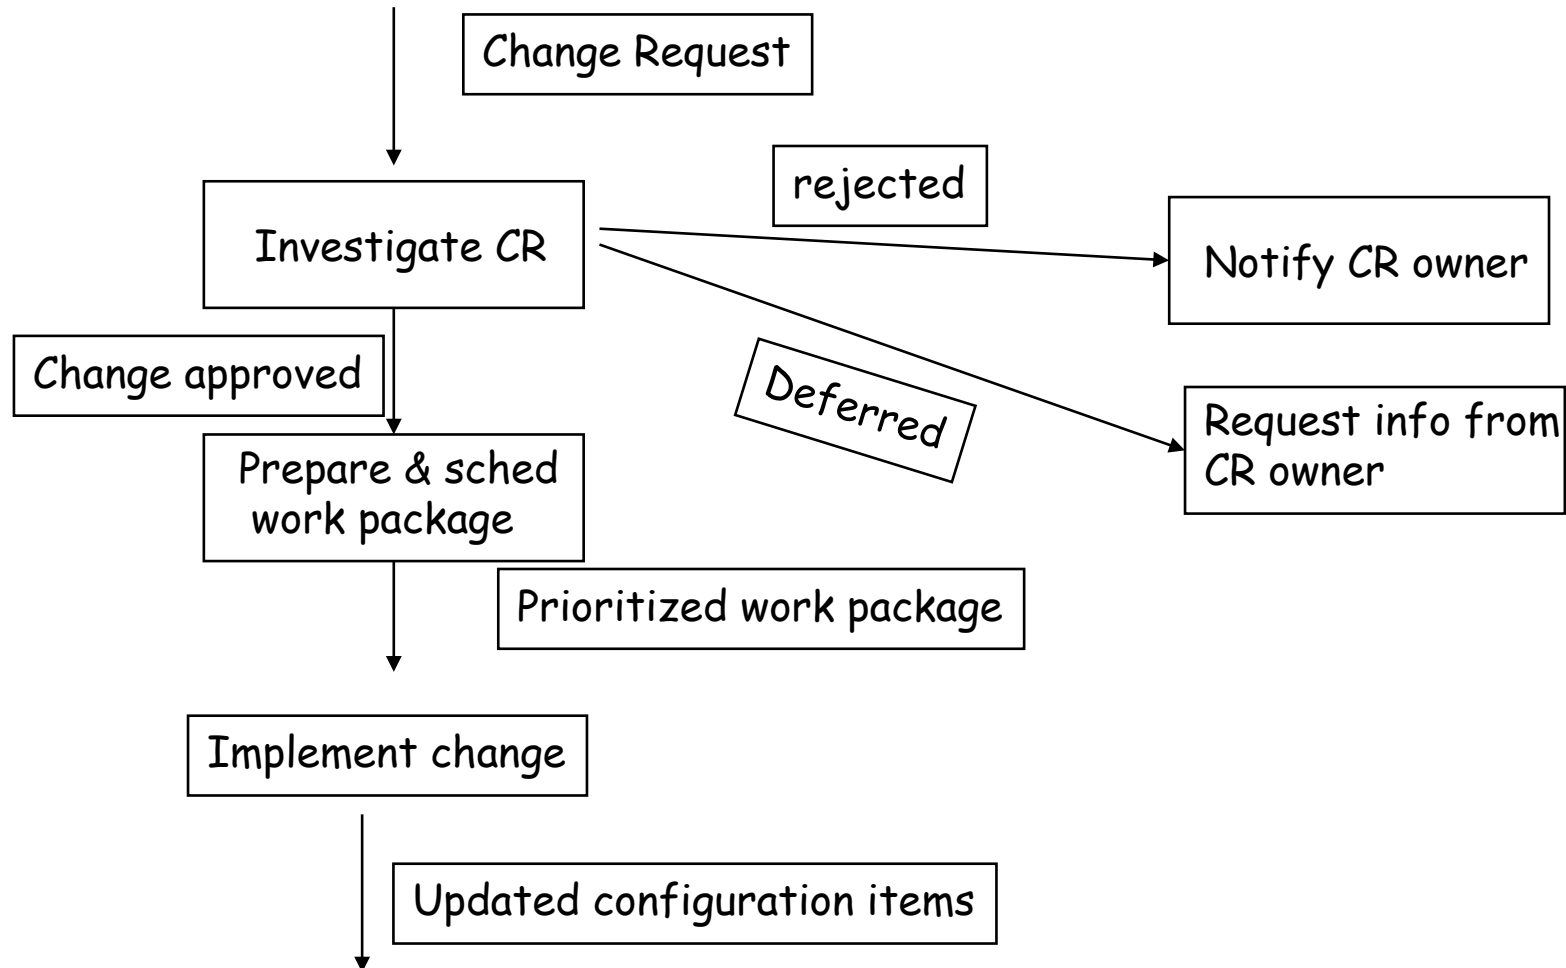 Change Request
rejected
Investigate CR
Notify CR owner
Change approved
Deferred
Request info from
CR owner
Prepare & sched
work package
Prioritized work package
Implement change
Updated configuration items